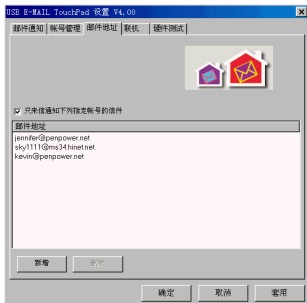 USB E-MAIL TouchPad 设置 V4.00
邮件通知 帐号管理 邮件地址 联机 硬件测试
只来信通知下列指定帐号的信件
邮件地址
jennifer@penpower.net
sky1111@ms34.hinet.net
kevin@penpower.net
新增 删除
确定 取消 套用